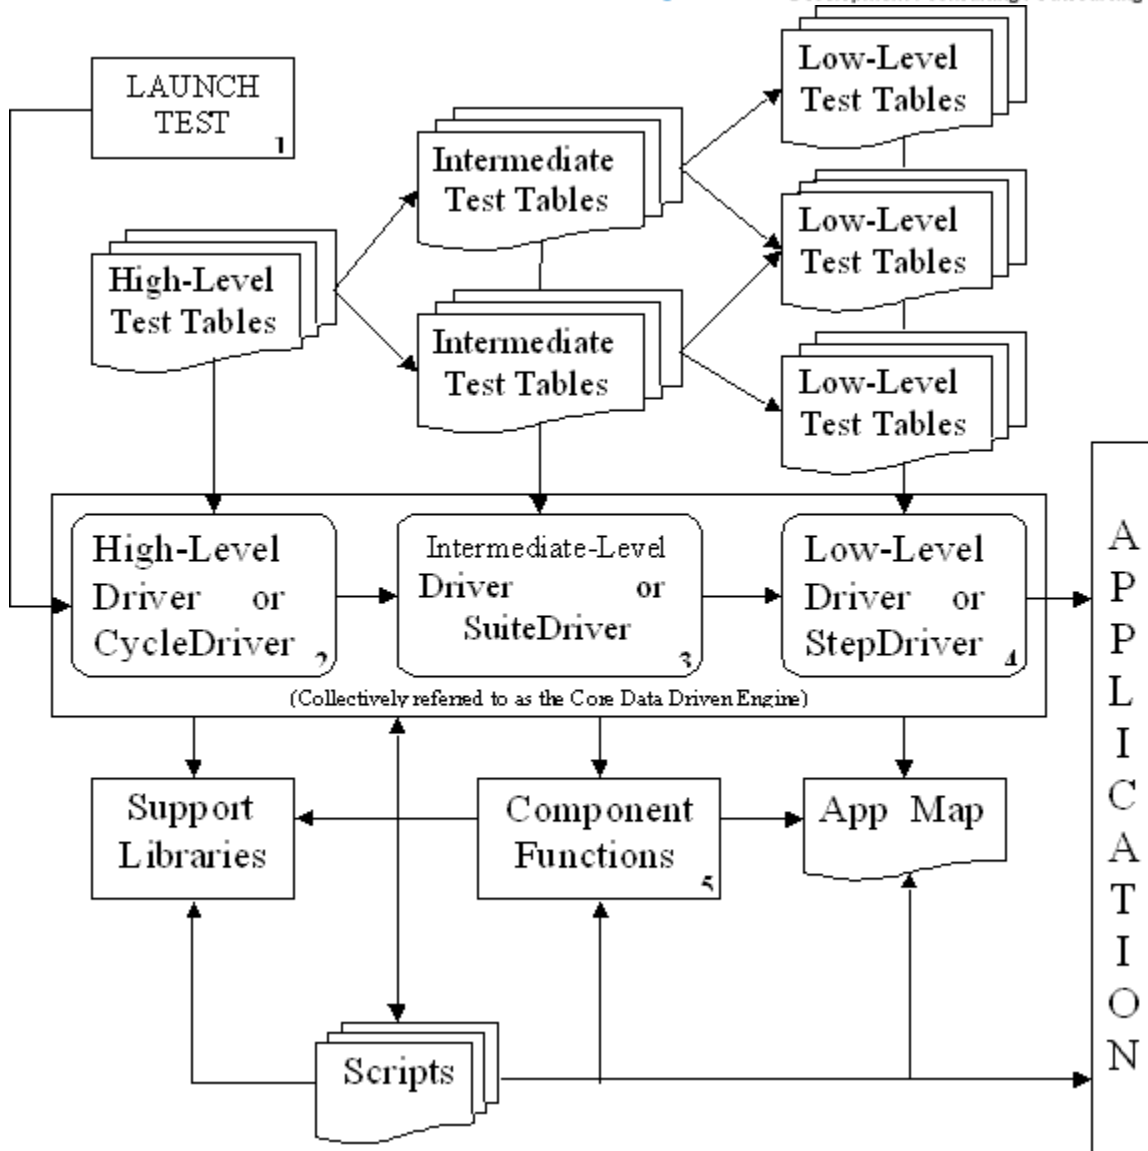 LAUNCH
TEST
1
High-Level
Test Tables
Intermediate
Test Tables
Intermediate
Test Tables
Low-Level
Test Tables
Low-Level
Test Tables
Low-Level
Test Tables
High-Level
Driver or
CycleDriver
2
Intermediate-Level
Driver or
SuiteDriver
3
Low-Level
Driver or
StepDriver
4
(Collectively referred to as the Core Data Driven Engine)
Support
Libraries
Component
Functions
5
App Map
Scripts
A
P
P
L
I
C
A
T
I
O
N